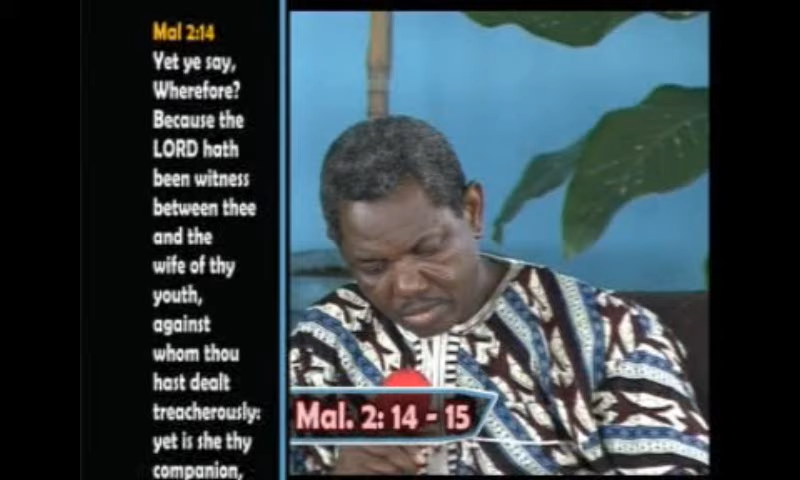 Mal 2:14
Yet ye say,
Wherefore?
Because the
LORD hath
been witness
between thee
and the
wife of thy
youth,
against
whom thou
hast dealt
treacherously:
yet is she thy
companion,
Mal. 2: 14 - 15